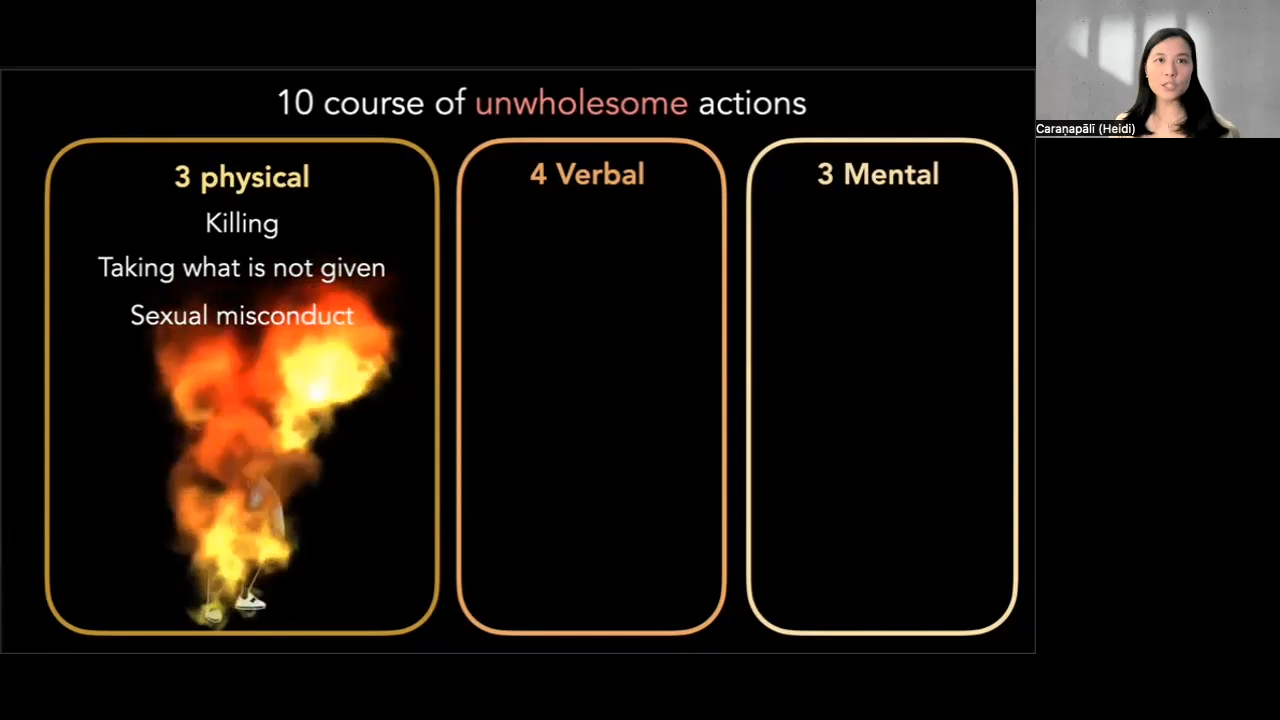 10 course of unwholesome actions
3 physical
Killing
Taking what is not given
Sexual misconduct
4 Verbal
3 Mental
Caraṇapālī (Heidi)